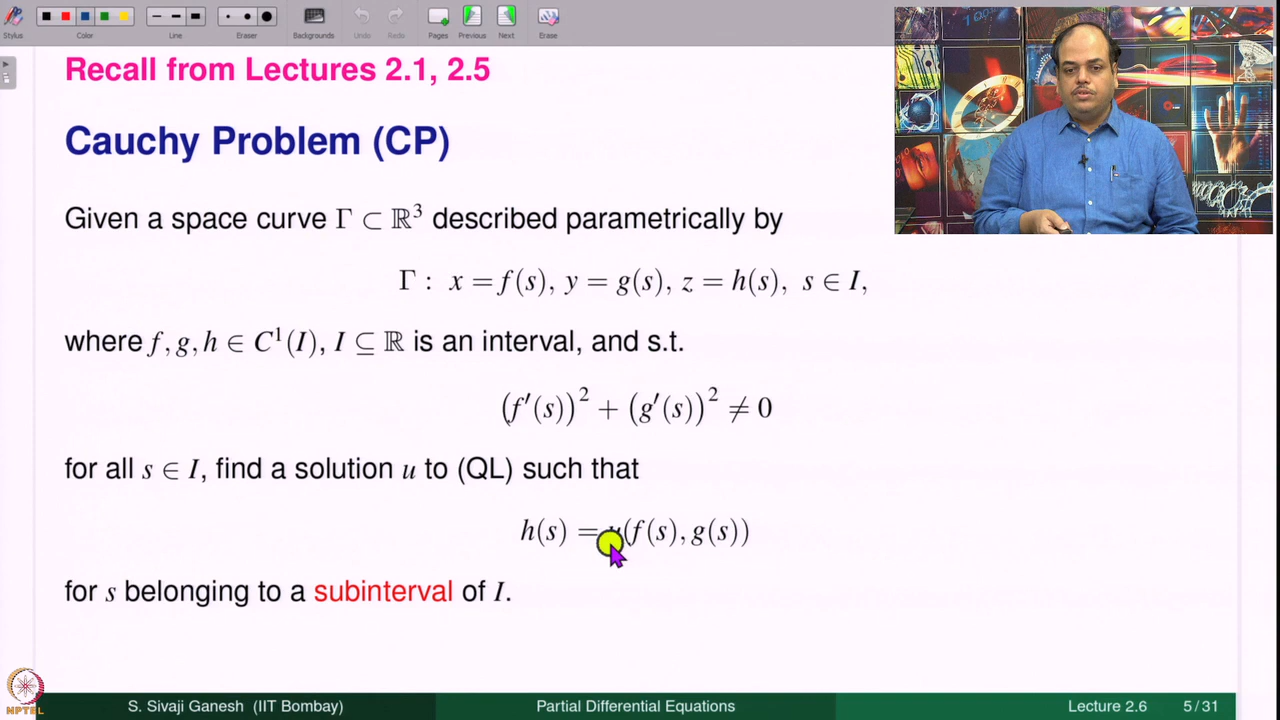 Stylus
Color
Line
Eraser
Backgrounds
Undo
Redo
Pages
Previous
Next
Erase
Recall from Lectures 2.1, 2.5
Cauchy Problem (CP)
Given a space curve Γ ⊂ ℝ³ described parametrically by
Γ : x = f(s), y = g(s), z = h(s), s ∈ I,
where f, g, h ∈ C¹(I), I ⊆ ℝ is an interval, and s.t.
(f′(s))² + (g′(s))² ≠ 0
for all s ∈ I, find a solution u to (QL) such that
h(s) = u(f(s), g(s))
for s belonging to a subinterval of I.
NPTEL
S. Sivaji Ganesh (IIT Bombay)
Partial Differential Equations
Lecture 2.6
5 / 31